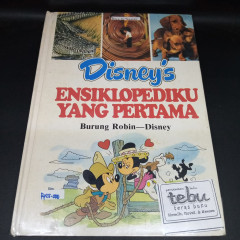 Disney's
ENSIKLOPEDIKU
YANG PERTAMA
Burung Robin—Disney
tebu